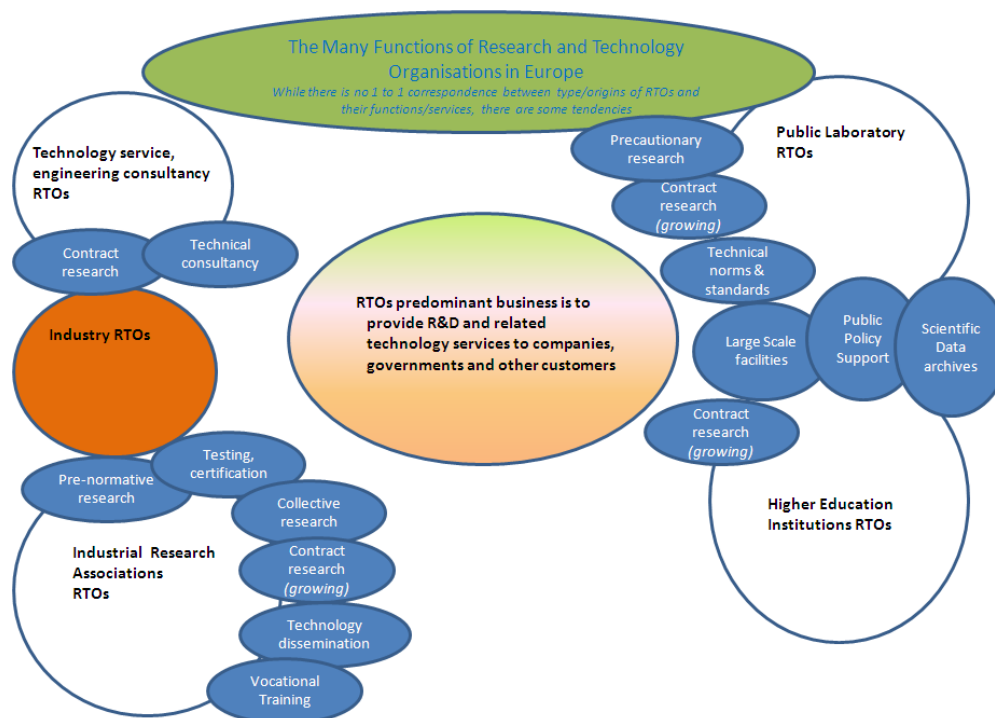 The Many Functions of Research and Technology
Organisations in Europe
While there is no 1 to 1 correspondence between type/origins of RTOs and
their functions/services, there are some tendencies
Technology service,
engineering consultancy
RTOs
Contract
research
Technical
consultancy
Industry RTOs
Testing,
certification
Pre-normative
research
Collective
research
Industrial Research
Associations
RTOs
Contract
research
(growing)
Technology
dissemination
Vocational
Training
RTOs predominant business is to
provide R&D and related
technology services to companies,
governments and other customers
Public Laboratory
RTOs
Precautionary
research
Contract
research
(growing)
Technical
norms &
standards
Large Scale
facilities
Public
Policy
Support
Scientific
Data
archives
Contract
research
(growing)
Higher Education
Institutions RTOs